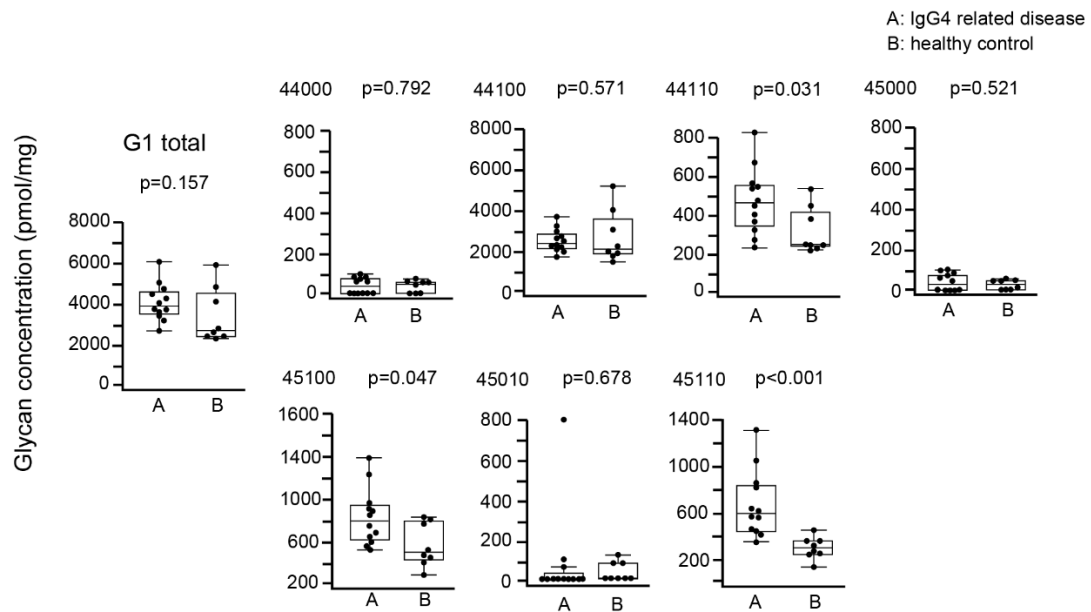 A: IgG4 related disease
B: healthy control
Glycan concentration (pmol/mg)
G1 total
p=0.157
8000
6000
4000
2000
0
A B
44000 p=0.792
800
600
400
200
0
A B
44100 p=0.571
8000
6000
4000
2000
0
A B
44110 p=0.031
800
600
400
200
0
A B
45000 p=0.521
800
600
400
200
0
A B
45100 p=0.047
1600
1400
1000
800
600
400
200
A B
45010 p=0.678
800
600
400
200
0
A B
45110 p<0.001
1400
1000
600
200
A B